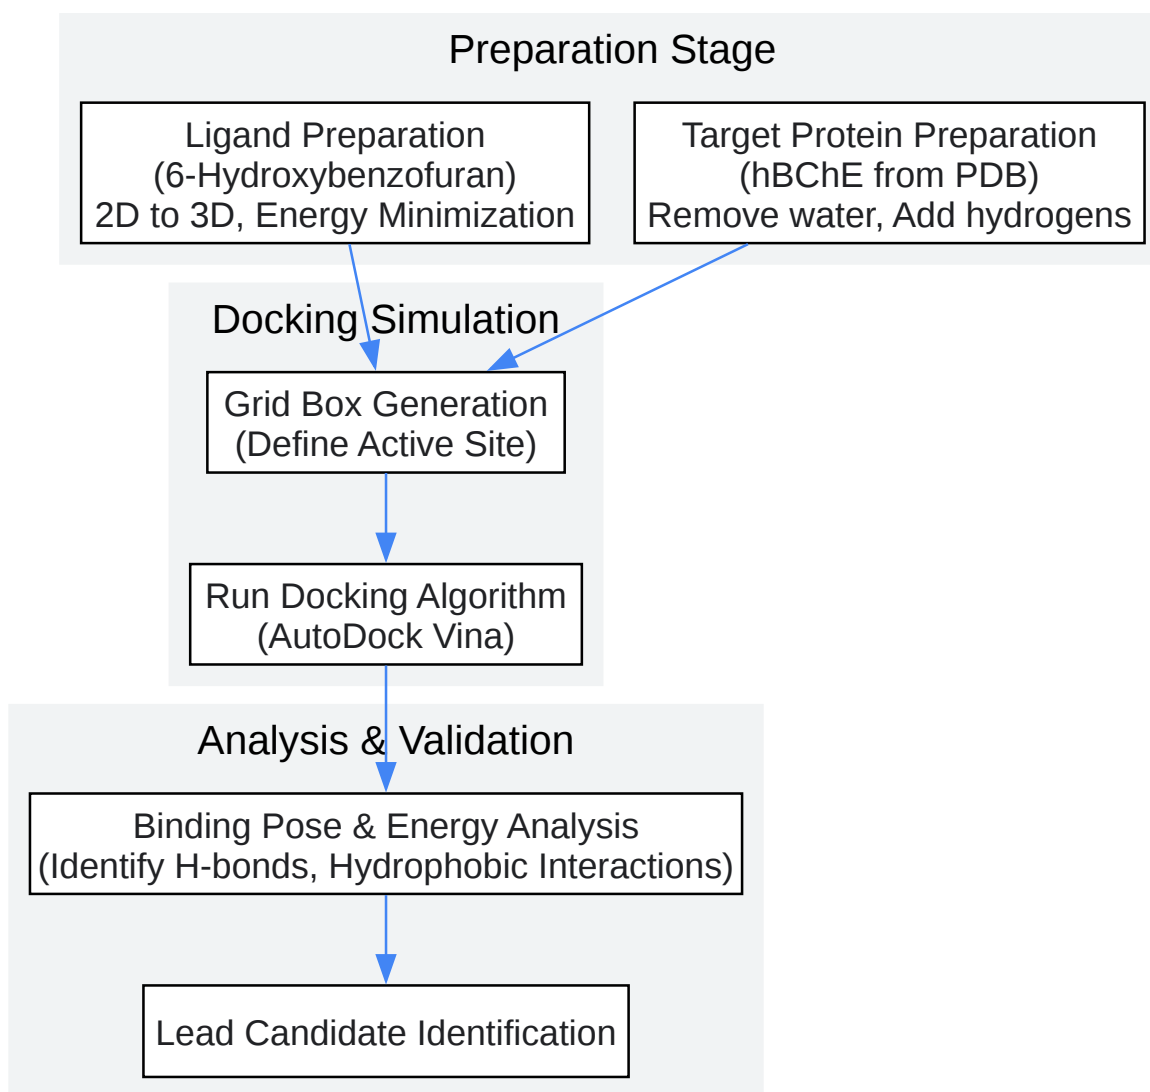 Preparation Stage
Ligand Preparation
(6-Hydroxybenzofuran)
2D to 3D, Energy Minimization
Target Protein Preparation
(hBChE from PDB)
Remove water, Add hydrogens
Docking Simulation
Grid Box Generation
(Define Active Site)
Run Docking Algorithm
(AutoDock Vina)
Analysis & Validation
Binding Pose & Energy Analysis
(Identify H-bonds, Hydrophobic Interactions)
Lead Candidate Identification